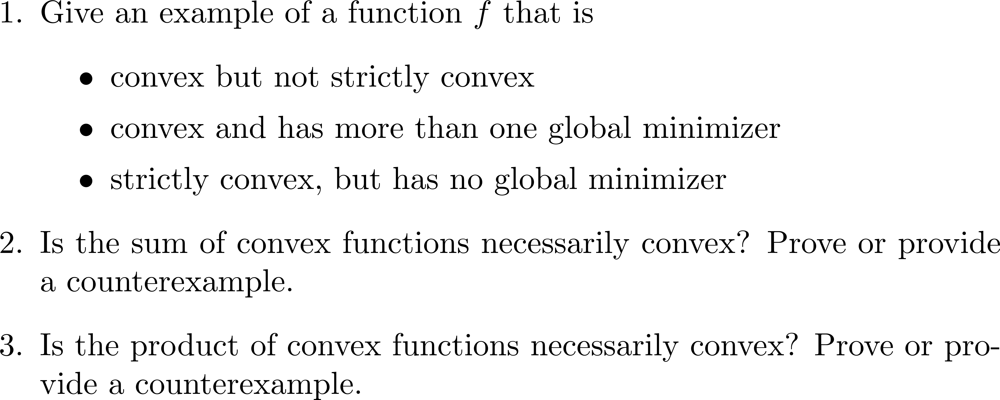 1. Give an example of a function f that is
• convex but not strictly convex
• convex and has more than one global minimizer
• strictly convex, but has no global minimizer
2. Is the sum of convex functions necessarily convex? Prove or provide
a counterexample.
3. Is the product of convex functions necessarily convex? Prove or pro-
vide a counterexample.